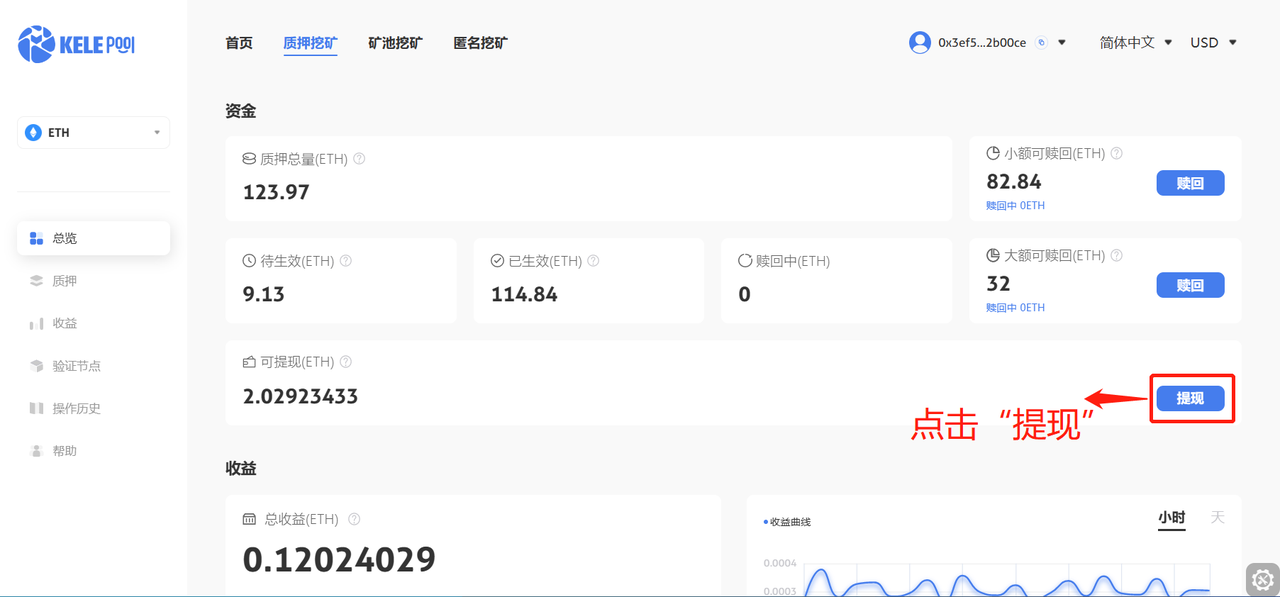 KELE POOL
首页 质押挖矿 矿池挖矿 匿名挖矿
0x3ef5...2b00ce 简体中文 USD
ETH
总览
质押
收益
验证节点
操作历史
帮助
资金
质押总量(ETH)
123.97
小额可赎回(ETH)
82.84
赎回中 0ETH
赎回
待生效(ETH)
9.13
已生效(ETH)
114.84
赎回中(ETH)
0
大额可赎回(ETH)
32
赎回中 0ETH
赎回
可提现(ETH)
2.02923433
提现
点击“提现”
收益
总收益(ETH)
0.12024029
收益曲线
小时 天
0.0004
0.0003